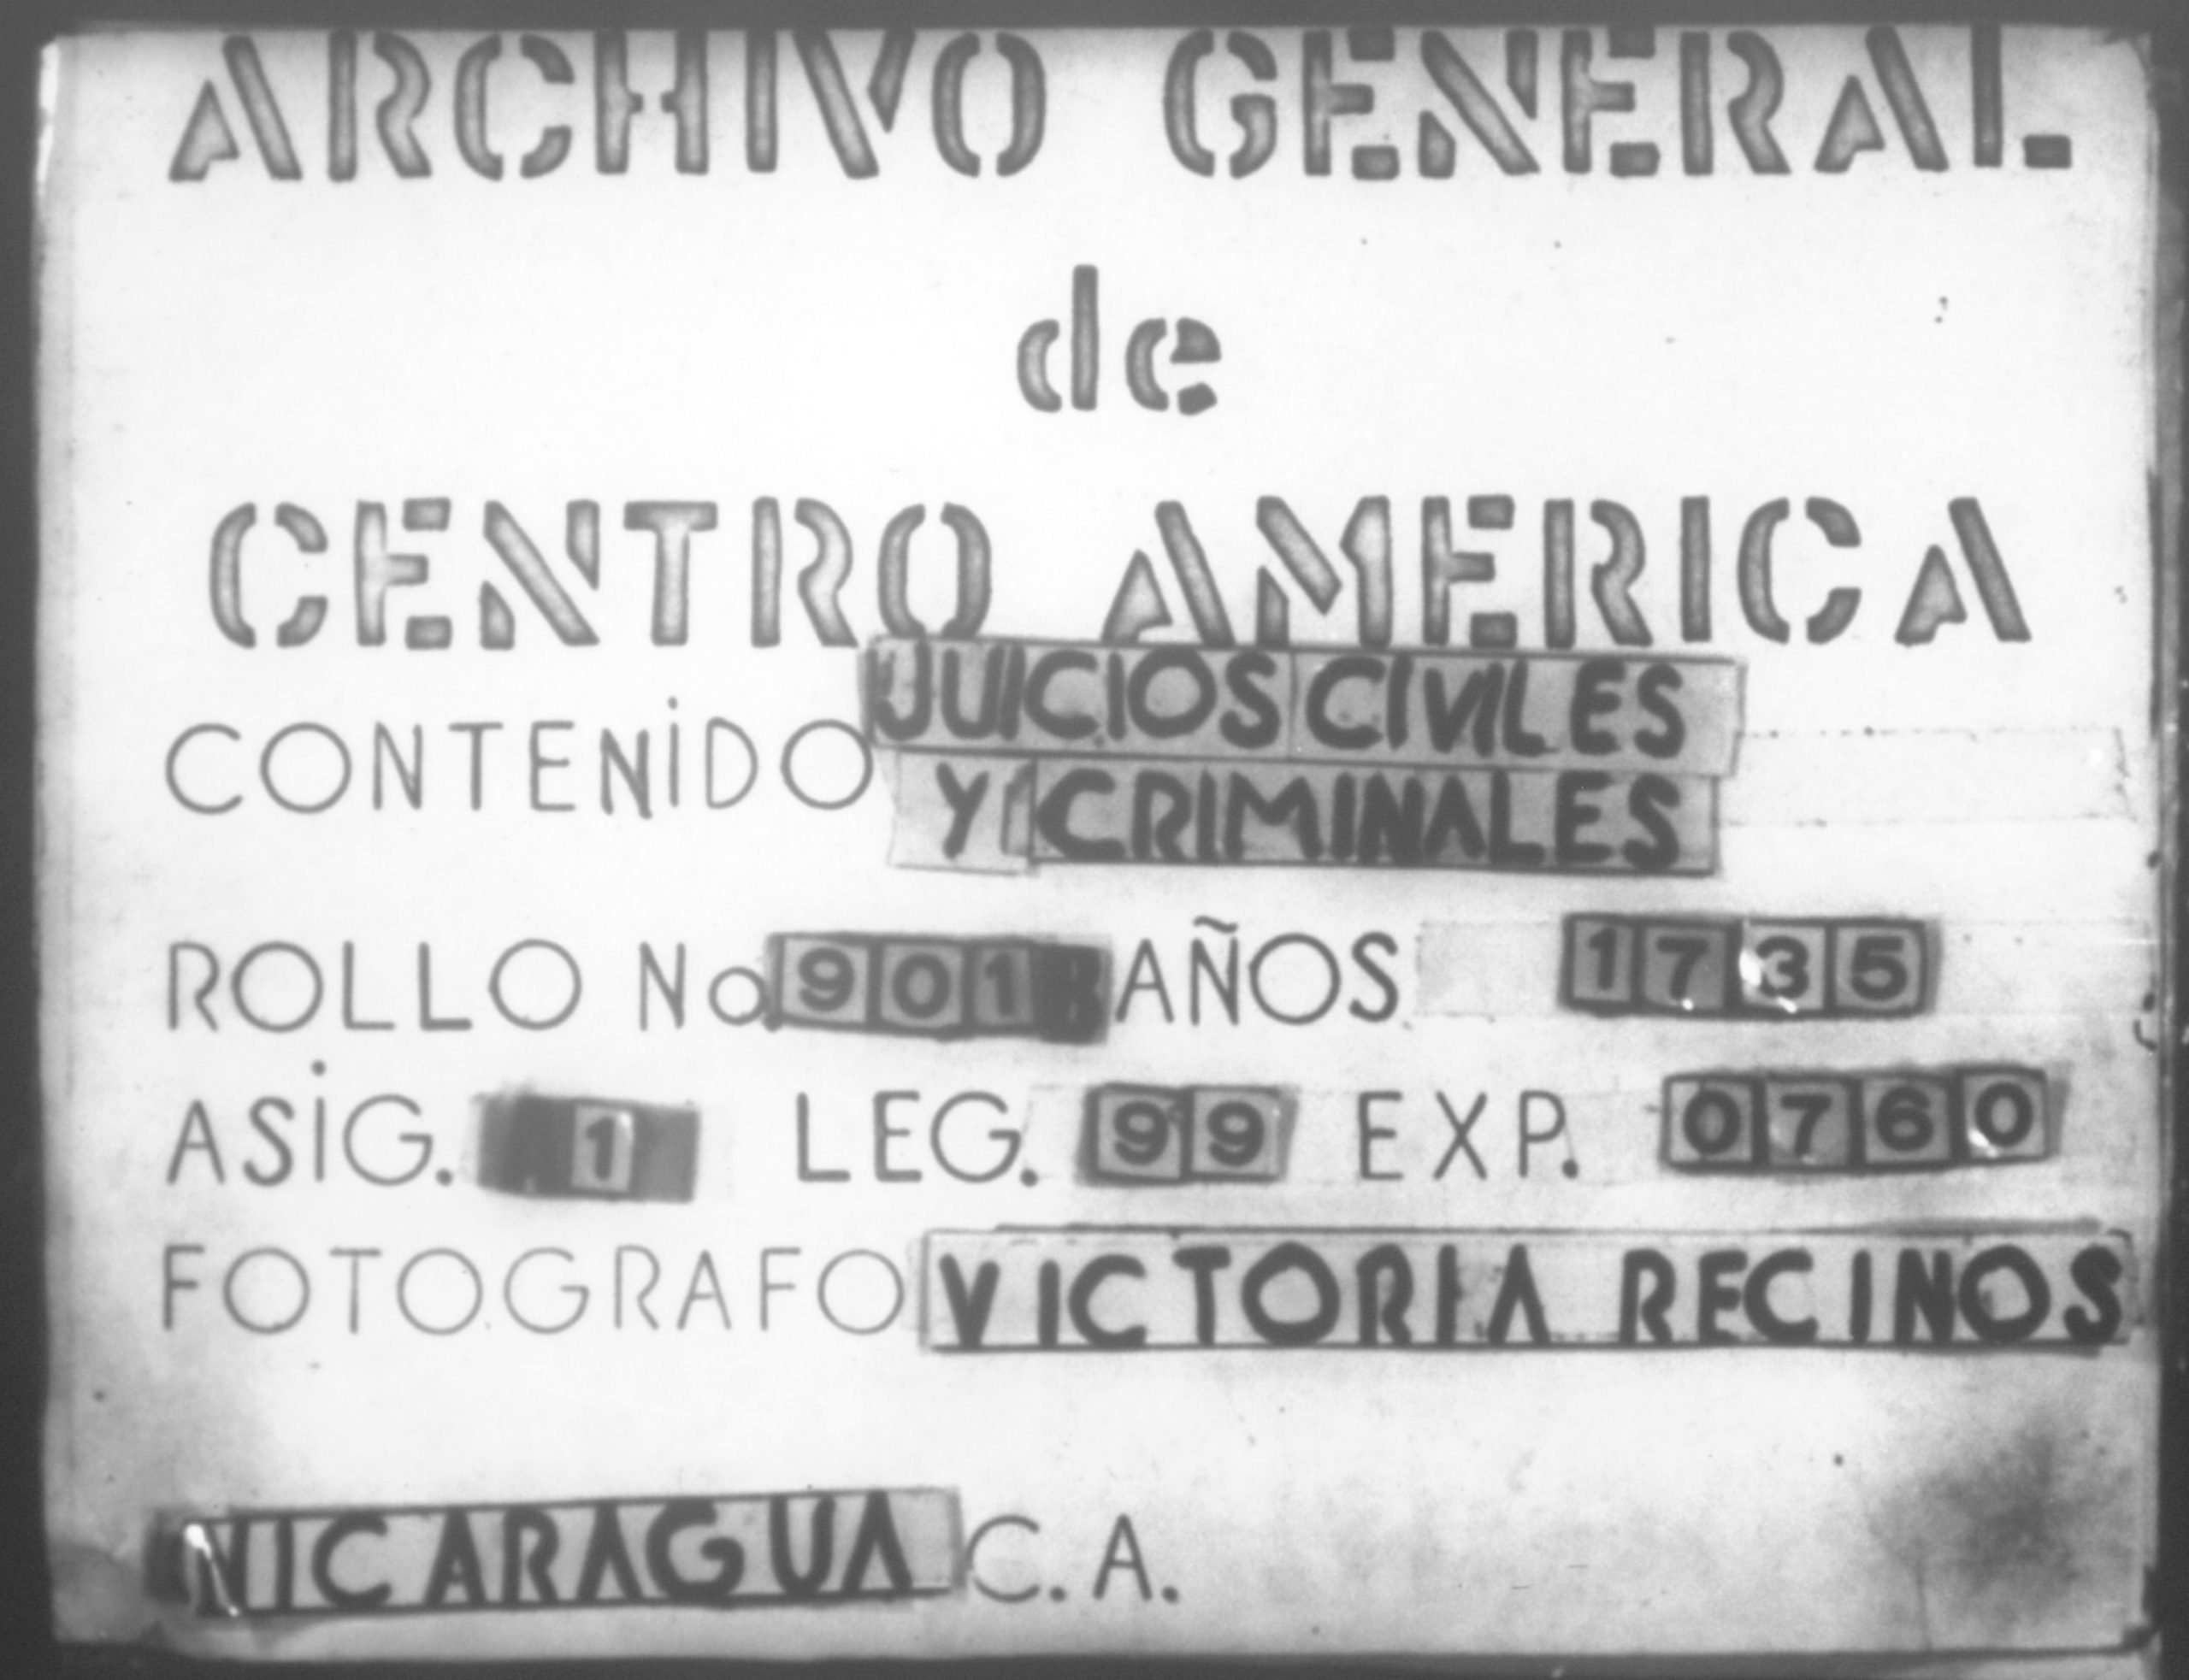 ARCHIVO GENERAL
de
CENTRO AMERICA
CONTENIDO JUICIOS CIVILES
Y CRIMINALES
ROLLO No 901 AÑOS 1735
ASIG. 1 LEG. 99 EXP. 0760
FOTOGRAFO VICTORIA RECINOS
NICARAGUA C.A.